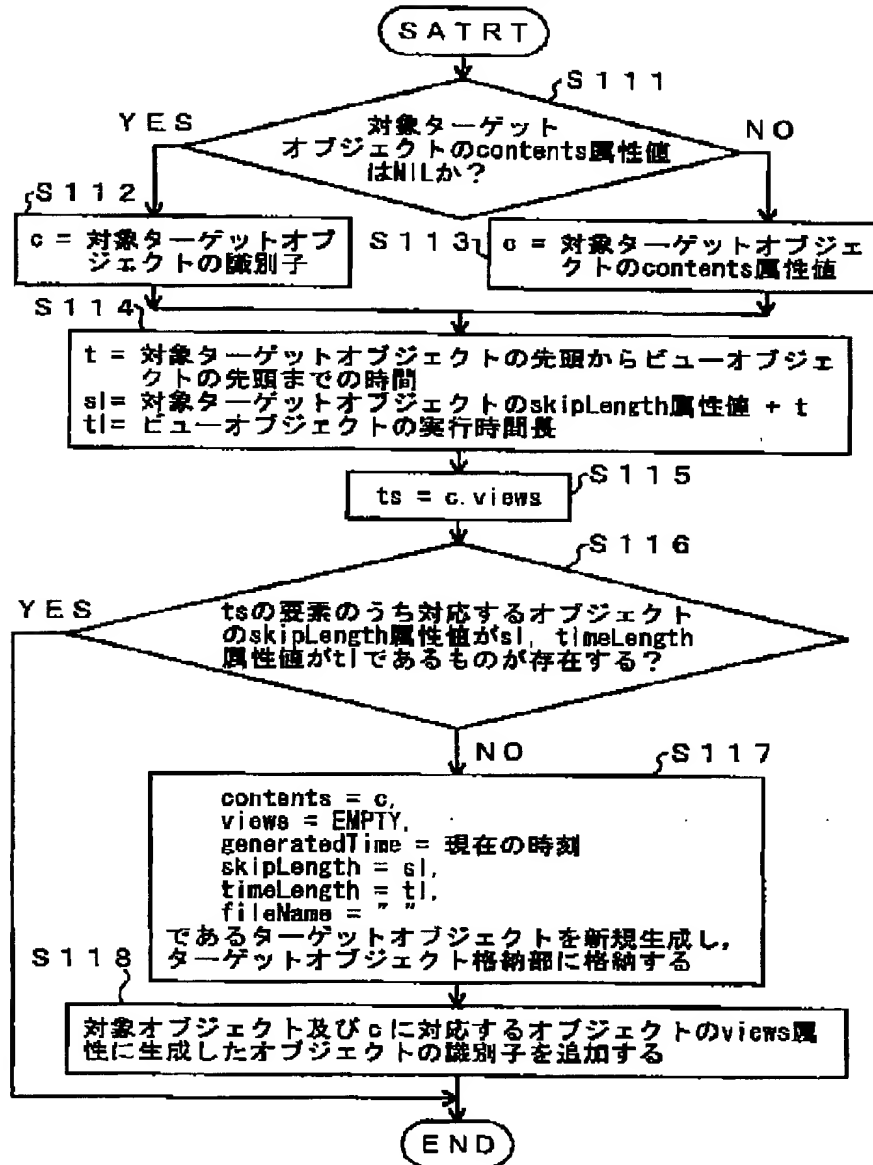 SATRT
S111
YES
対象ターゲット
オブジェクトのcontents属性値
はNILか?
NO
S112
c = 対象ターゲットオブ
ジェクトの識別子
S113
c = 対象ターゲットオブジェ
クトのcontents属性値
S114
t = 対象ターゲットオブジェクトの先頭からビューオブジェ
クトの先頭までの時間
sl= 対象ターゲットオブジェクトのskipLength属性値 + t
tl= ビューオブジェクトの実行時間長
S115
ts = c.views
S116
YES
tsの要素のうち対応するオブジェクト
のskipLength属性値がsl, timeLength
属性値がtlであるものが存在する?
NO
S117
contents = c,
views = EMPTY,
generatedTime = 現在の時刻
skipLength = sl,
timeLength = tl,
fileName = " "
であるターゲットオブジェクトを新規生成し,
ターゲットオブジェクト格納部に格納する
S118
対象オブジェクト及びcに対応するオブジェクトのviews属
性に生成したオブジェクトの識別子を追加する
END